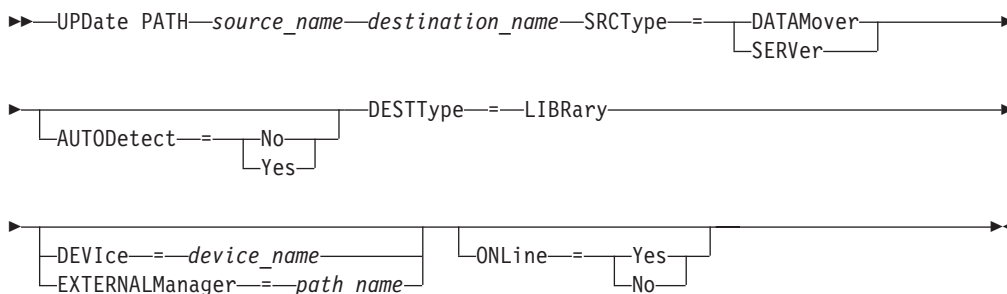 UPDate PATH source_name destination_name SRCType = DATAMover
SERVer
AUTODetect = No
Yes
DESTType = LIBRary
DEVIce = device_name
EXTERNALManager = path_name
ONLine = Yes
No